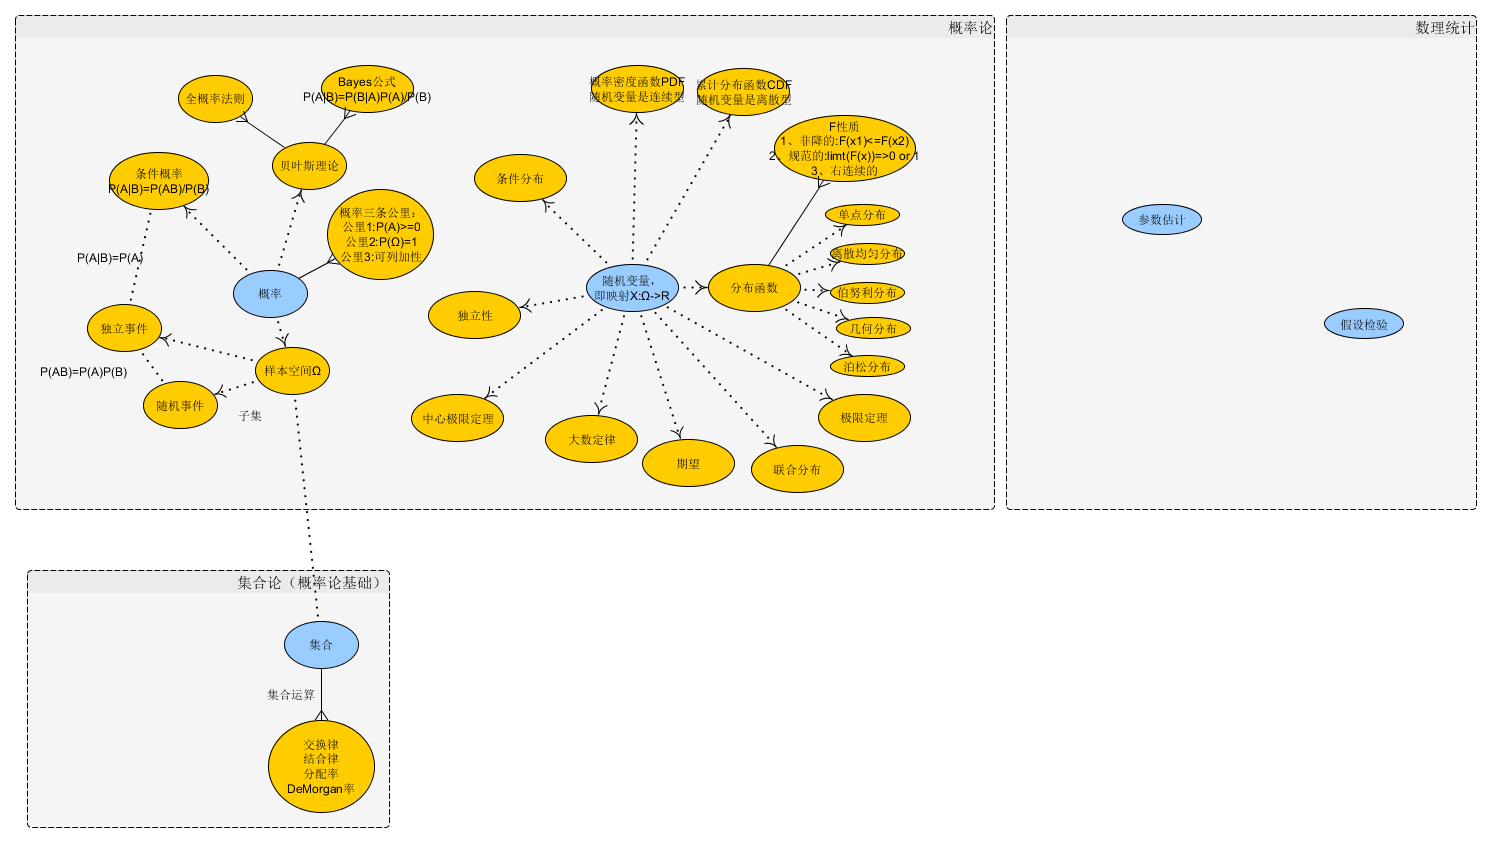 概率论
数理统计
全概率法则
Bayes公式
P(A|B)=P(B|A)P(A)/P(B)
贝叶斯理论
条件概率
P(A|B)=P(AB)/P(B)
概率三条公里：
公里1:P(A)>=0
公里2:P(Ω)=1
公里3:可列加性
P(A|B)=P(A)
概率
独立事件
P(AB)=P(A)P(B)
样本空间Ω
随机事件
子集
概率密度函数PDF
随机变量是连续型
累计分布函数CDF
随机变量是离散型
F性质
1、非降的:F(x1)<=F(x2)
2、规范的:limt(F(x))=>0 or 1
3、右连续的
条件分布
单点分布
离散均匀分布
随机变量，
即映射X:Ω->R
分布函数
伯努利分布
独立性
几何分布
泊松分布
中心极限定理
大数定律
期望
联合分布
极限定理
参数估计
假设检验
集合论（概率论基础）
集合
集合运算
交换律
结合律
分配率
DeMorgan率